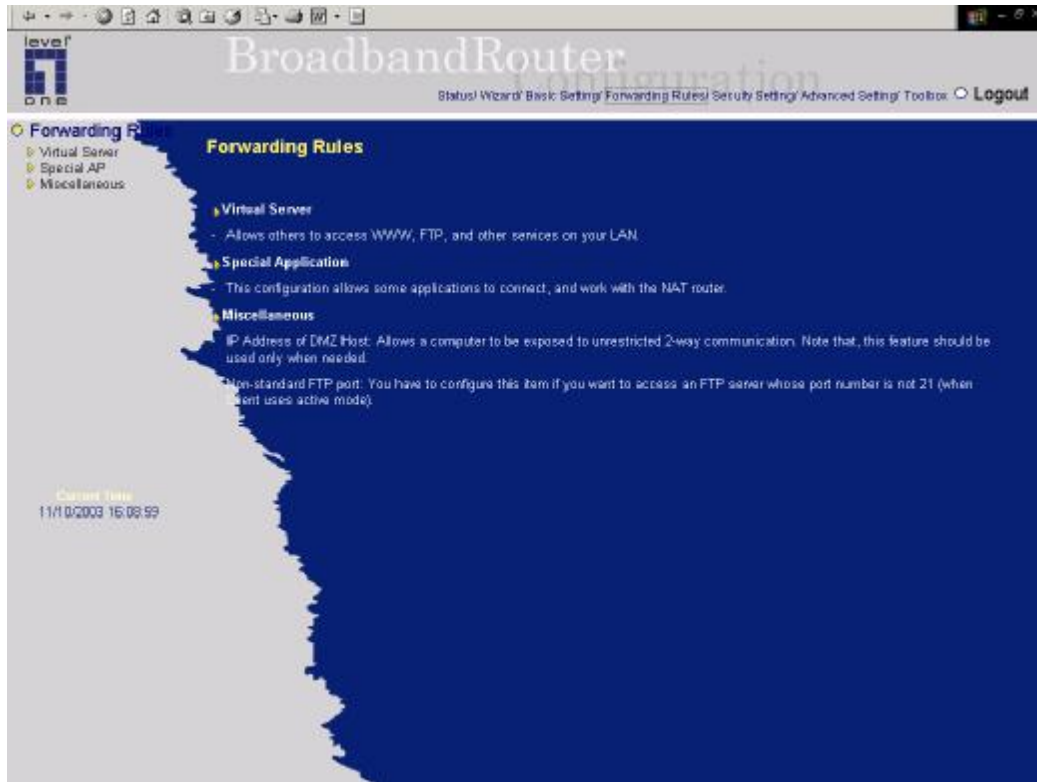 level
one
BroadbandRouter
Configuration
Status/ Wizard/ Basic Setting/ Forwarding Rules/ Security Setting/ Advanced Setting/ Toolbox Logout
Forwarding Rules
Virtual Server
Special AP
Miscellaneous
Current Time
11/10/2003 16:08:59
Forwarding Rules
Virtual Server
- Allows others to access WWW, FTP, and other services on your LAN.
Special Application
- This configuration allows some applications to connect, and work with the NAT router.
Miscellaneous
IP Address of DMZ Host: Allows a computer to be exposed to unrestricted 2-way communication. Note that, this feature should be
used only when needed.
Non-standard FTP port: You have to configure this item if you want to access an FTP server whose port number is not 21 (when
client uses active mode).